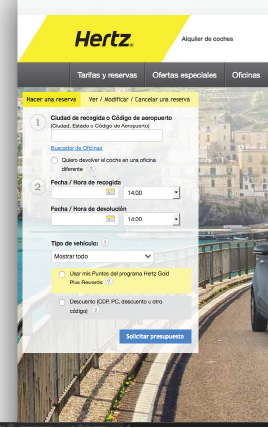 Hertz.
Alquiler de coches
Tarifas y reservas Ofertas especiales Oficinas
Hacer una reserva Ver / Modificar / Cancelar una reserva
1 Ciudad de recogida o Código de aeropuerto
(Ciudad, Estado o Código de Aeropuerto)
Buscador de Oficinas
Quiero devolver el coche en una oficina
diferente ?
2 Fecha / Hora de recogida
14:00
Fecha / Hora de devolución
14:00
Tipo de vehículo: ?
Mostrar todo
Usar mis Puntos del programa Hertz Gold
Plus Rewards ?
Descuento (CDP, PC, descuento u otro
código) ?
Solicitar presupuesto